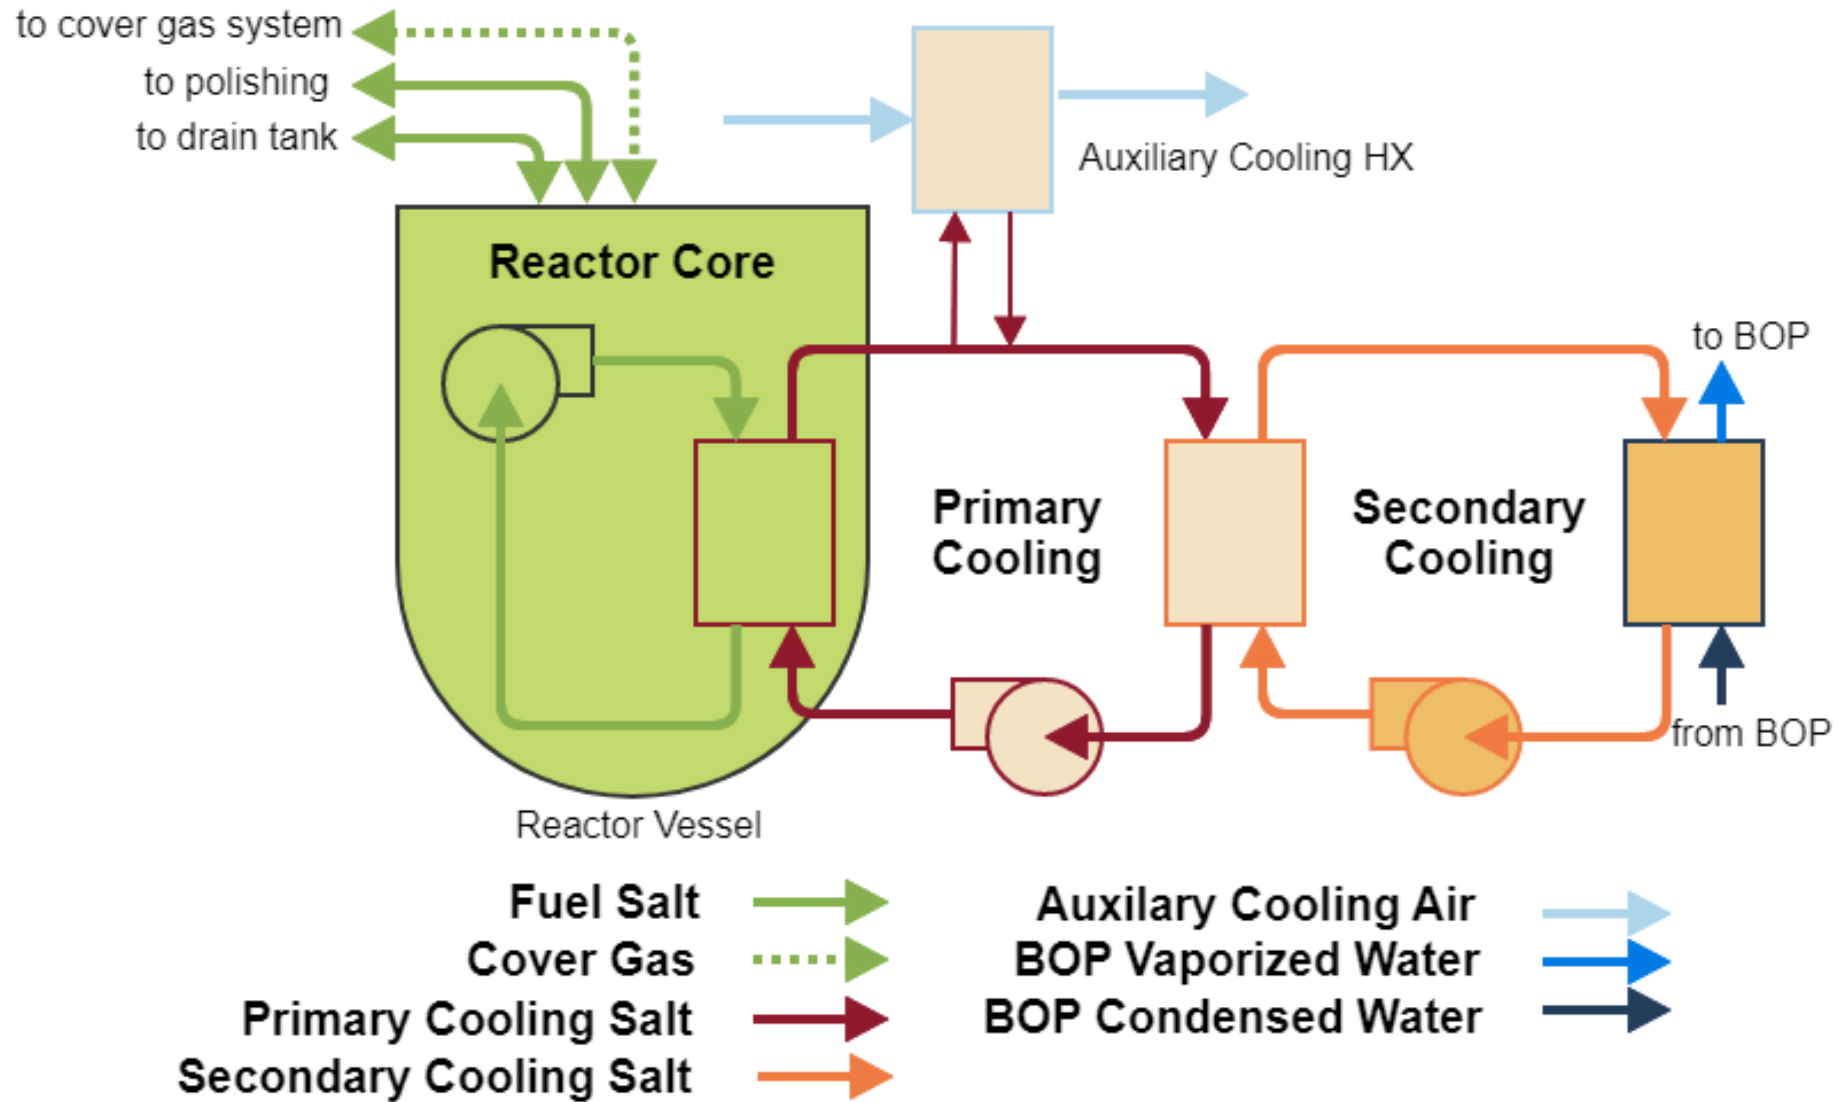 to cover gas system
to polishing
to drain tank
Auxiliary Cooling HX
Reactor Core
to BOP
Primary
Cooling
Secondary
Cooling
from BOP
Reactor Vessel
Fuel Salt
Cover Gas
Primary Cooling Salt
Secondary Cooling Salt
Auxilary Cooling Air
BOP Vaporized Water
BOP Condensed Water